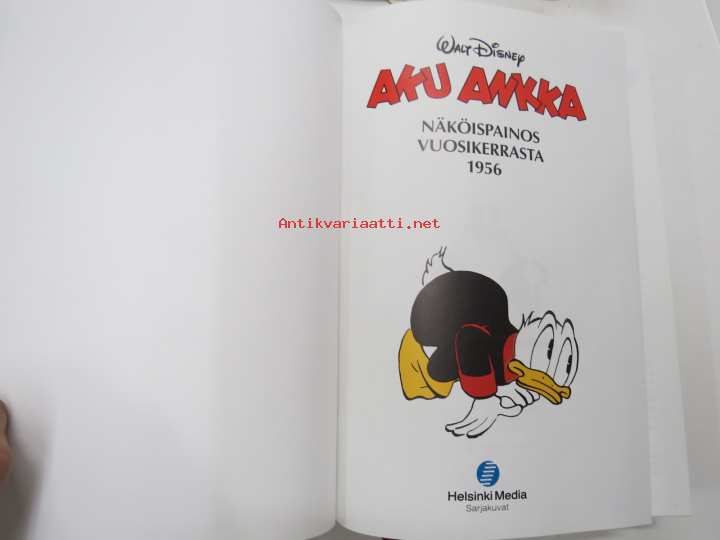 WALT DISNEY
AKU ANKKA
NÄKÖISPAINOS
VUOSIKERRASTA
1956
Antikvariaatti.net
Helsinki Media
Sarjakuvat